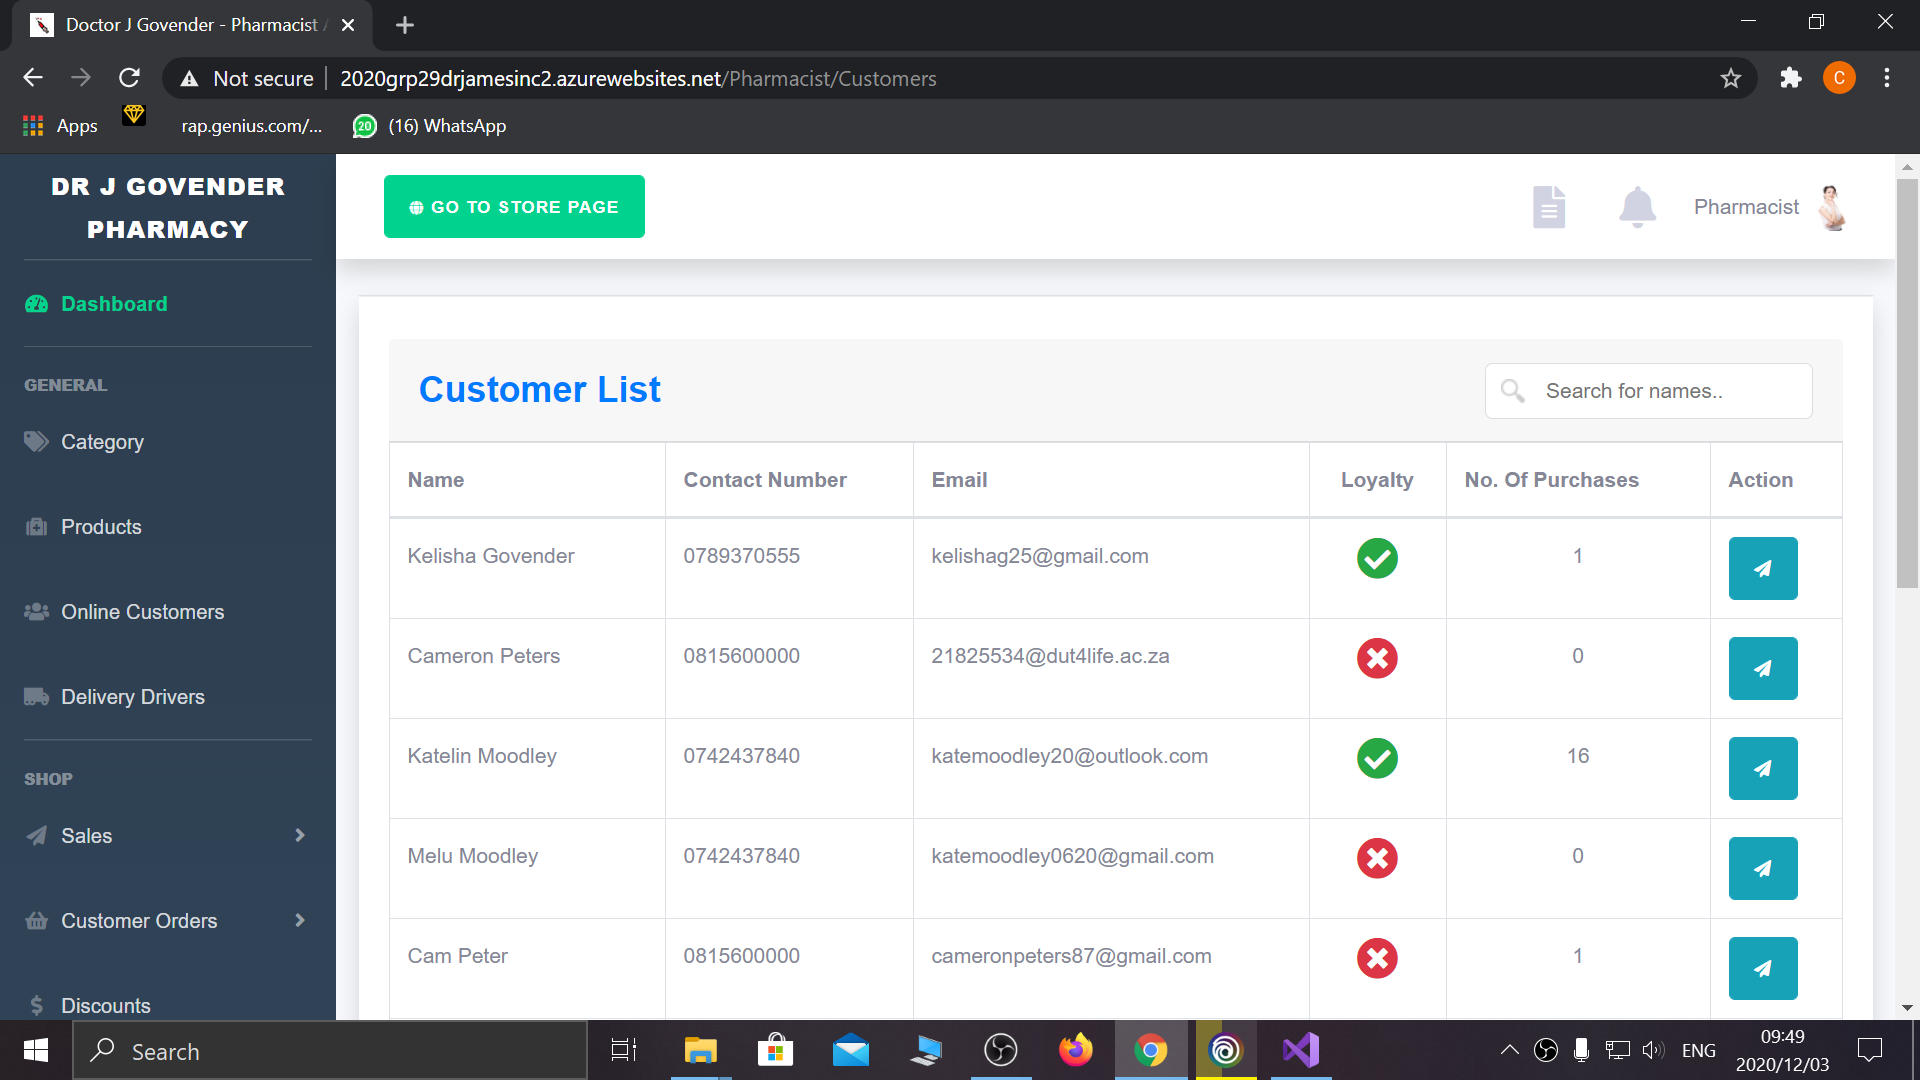 Doctor J Govender - Pharmacist
Not secure
2020grp29drjamesinc2.azurewebsites.net/Pharmacist/Customers
C
Apps
rap.genius.com/...
20
(16) WhatsApp
DR J GOVENDER
PHARMACY
GO TO STORE PAGE
Pharmacist
Dashboard
GENERAL
Category
Products
Online Customers
Delivery Drivers
SHOP
Sales
Customer Orders
Discounts
Customer List
Search for names..
Name Contact Number Email Loyalty No. Of Purchases Action
Kelisha Govender 0789370555 kelishag25@gmail.com 1
Cameron Peters 0815600000 21825534@dut4life.ac.za 0
Katelin Moodley 0742437840 katemoodley20@outlook.com 16
Melu Moodley 0742437840 katemoodley0620@gmail.com 0
Cam Peter 0815600000 cameronpeters87@gmail.com 1
Search
ENG
09:49
2020/12/03